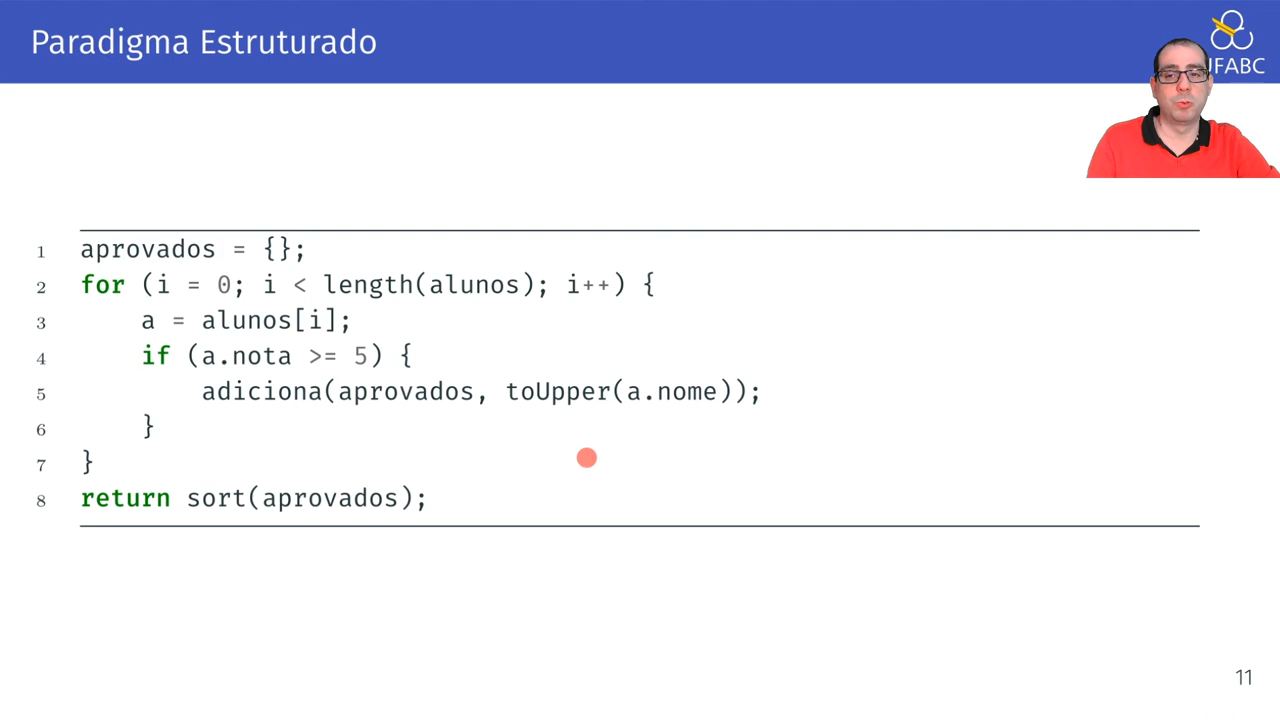 Paradigma Estruturado
UFABC
1 aprovados = {};
2 for (i = 0; i < length(alunos); i++) {
3 a = alunos[i];
4 if (a.nota >= 5) {
5 adiciona(aprovados, toUpper(a.nome));
6 }
7 }
8 return sort(aprovados);
11